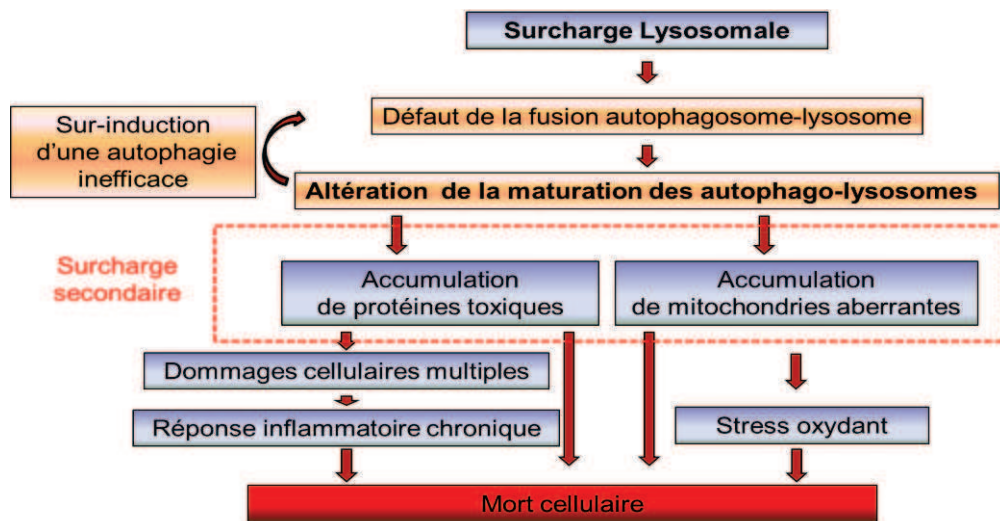 Surcharge Lysosomale
Défaut de la fusion autophagosome-lysosome
Sur-induction
d'une autophagie
inefficace
Altération de la maturation des autophago-lysosomes
Surcharge
secondaire
Accumulation
de protéines toxiques
Accumulation
de mitochondries aberrantes
Dommages cellulaires multiples
Réponse inflammatoire chronique
Stress oxydant
Mort cellulaire